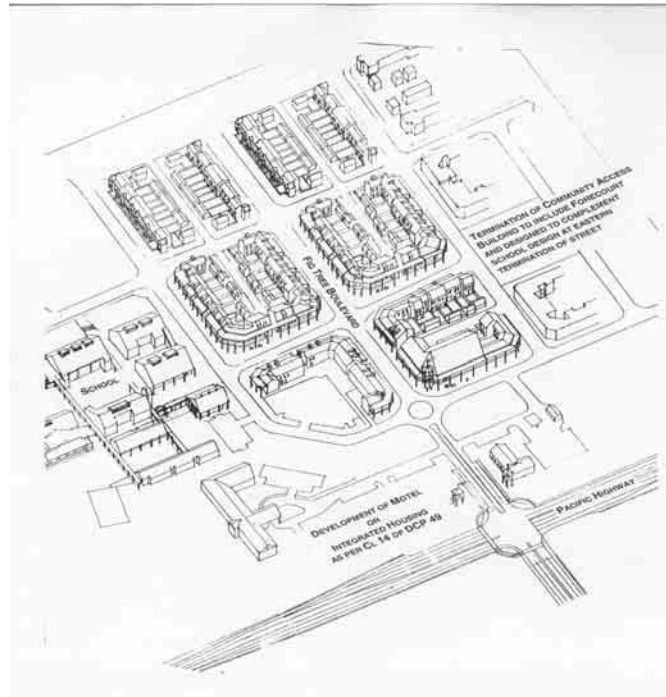 TERMINATION OF COMMUNITY ACCESS
BUILDING TO INCLUDE FORECOURT
AND DESIGNED TO COMPLEMENT
SCHOOL DESIGN AT EASTERN
TERMINATION OF STREET
FIG TREE BOULEVARD
SCHOOL
DEVELOPMENT OF MOTEL
OR
INTEGRATED HOUSING
AS PER CL 14 OF DCP 49
PACIFIC HIGHWAY